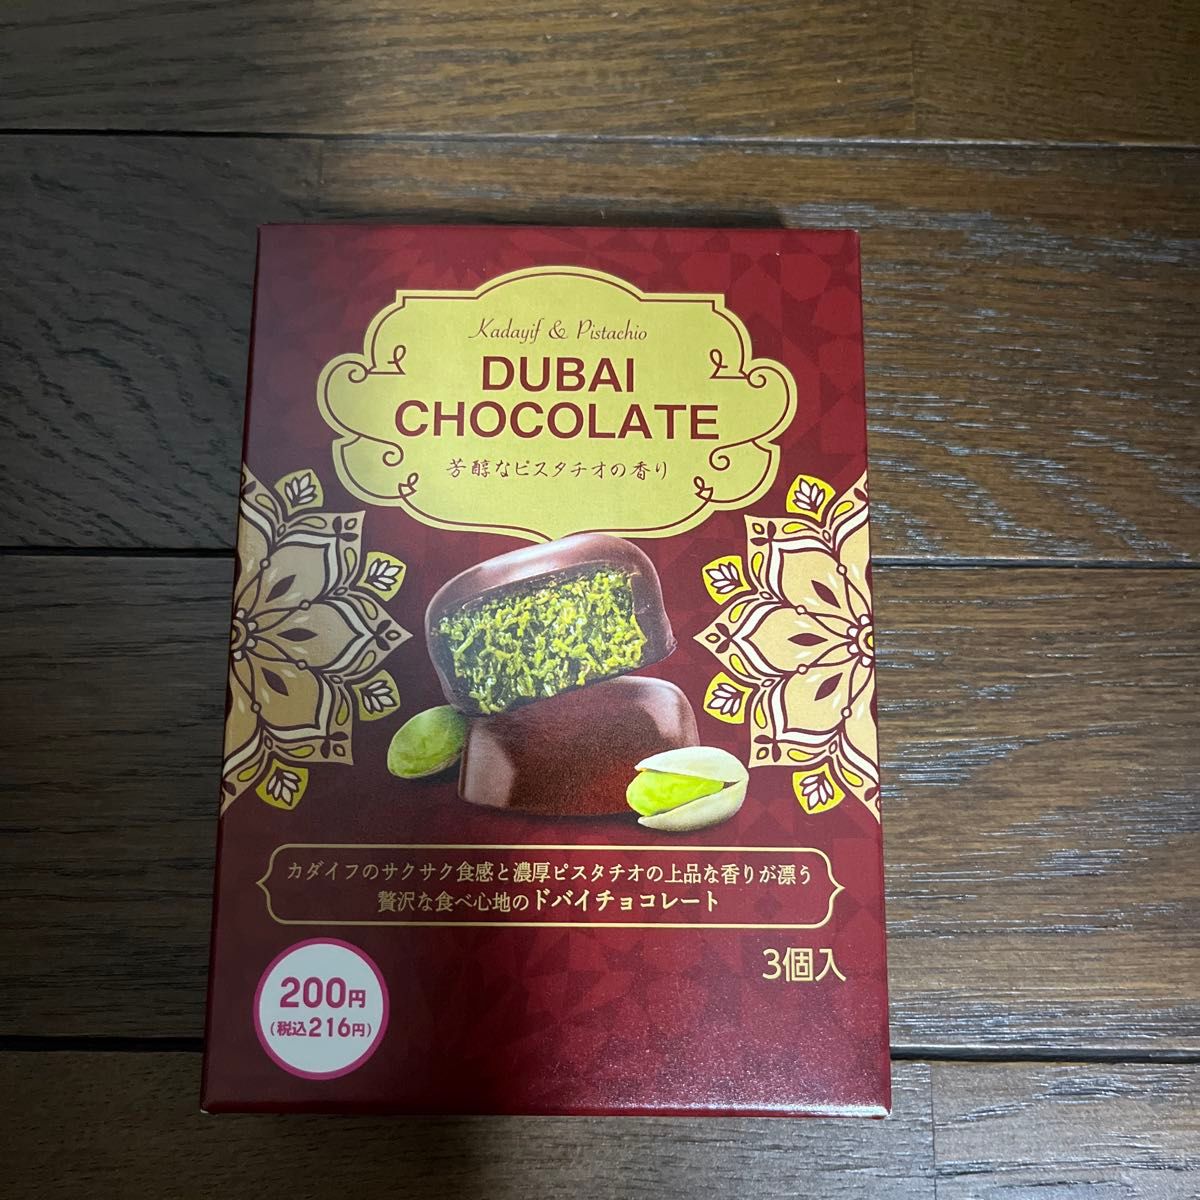 Kadayif & Pistachio
DUBAI
CHOCOLATE
芳醇なピスタチオの香り
カダイフのサクサク食感と濃厚ピスタチオの上品な香りが漂う
贅沢な食べ心地のドバイチョコレート
3個入
200円
(税込216円)